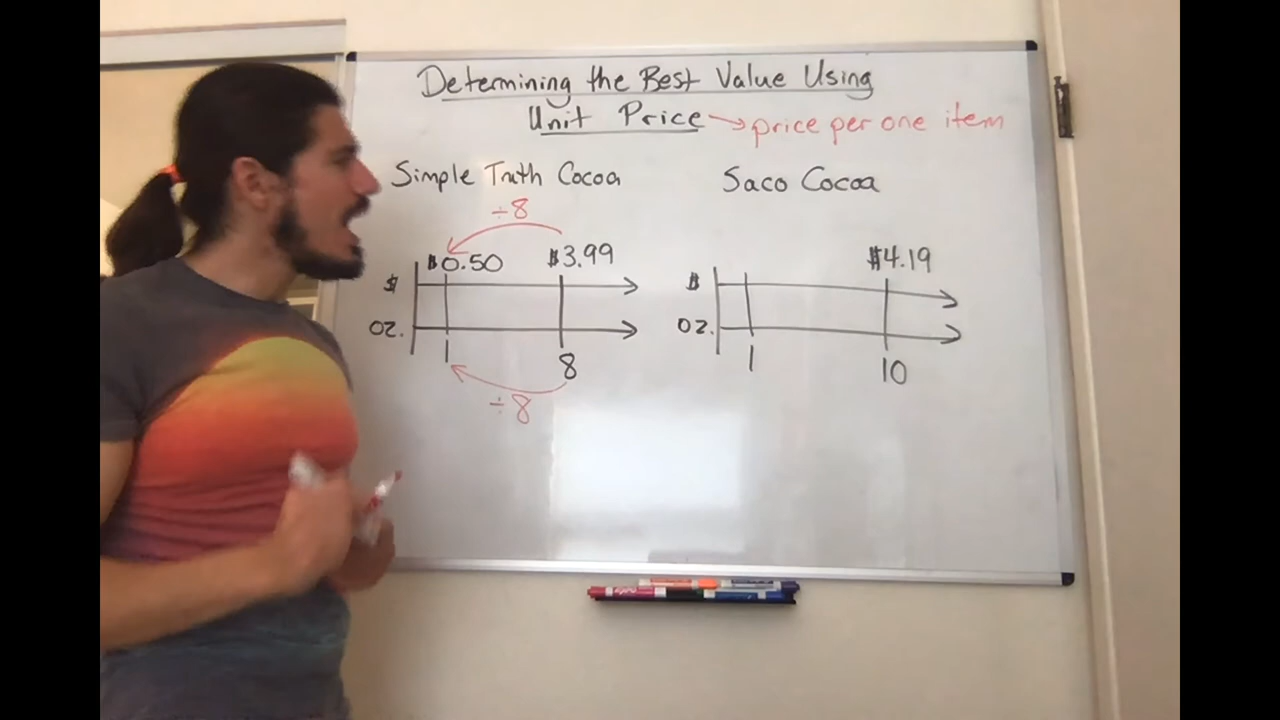 Determining the Best Value Using
Unit Price → price per one item
Simple Truth Cocoa
÷8
$0.50 $3.99
$
oz.
1 8
÷8
Saco Cocoa
$4.19
$
oz.
1 10